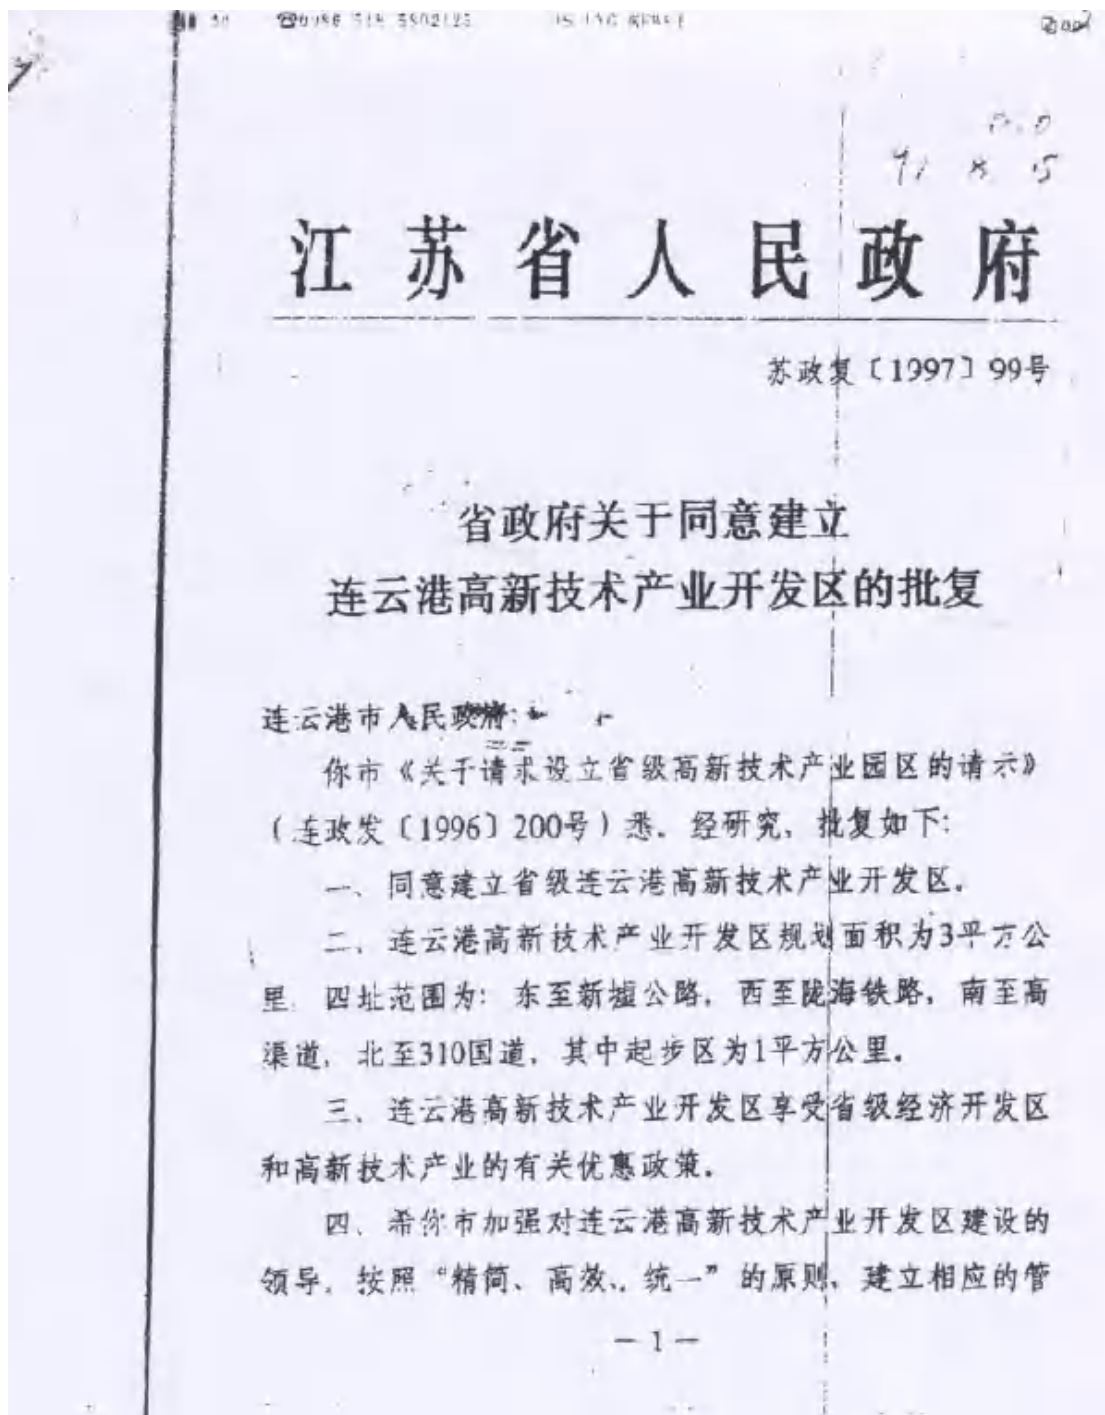 江苏省人民政府
苏政复〔1997〕99号
省政府关于同意建立
连云港高新技术产业开发区的批复
连云港市人民政府:
你市《关于请求设立省级高新技术产业园区的请示》
(连政发〔1996〕200号)悉。经研究,批复如下:
一、同意建立省级连云港高新技术产业开发区。
二、连云港高新技术产业开发区规划面积为3平方公
里。四址范围为:东至新墟公路,西至陇海铁路,南至高
渠道,北至310国道,其中起步区为1平方公里。
三、连云港高新技术产业开发区享受省级经济开发区
和高新技术产业的有关优惠政策。
四、希你市加强对连云港高新技术产业开发区建设的
领导,按照“精简、高效、统一”的原则,建立相应的管
—1—